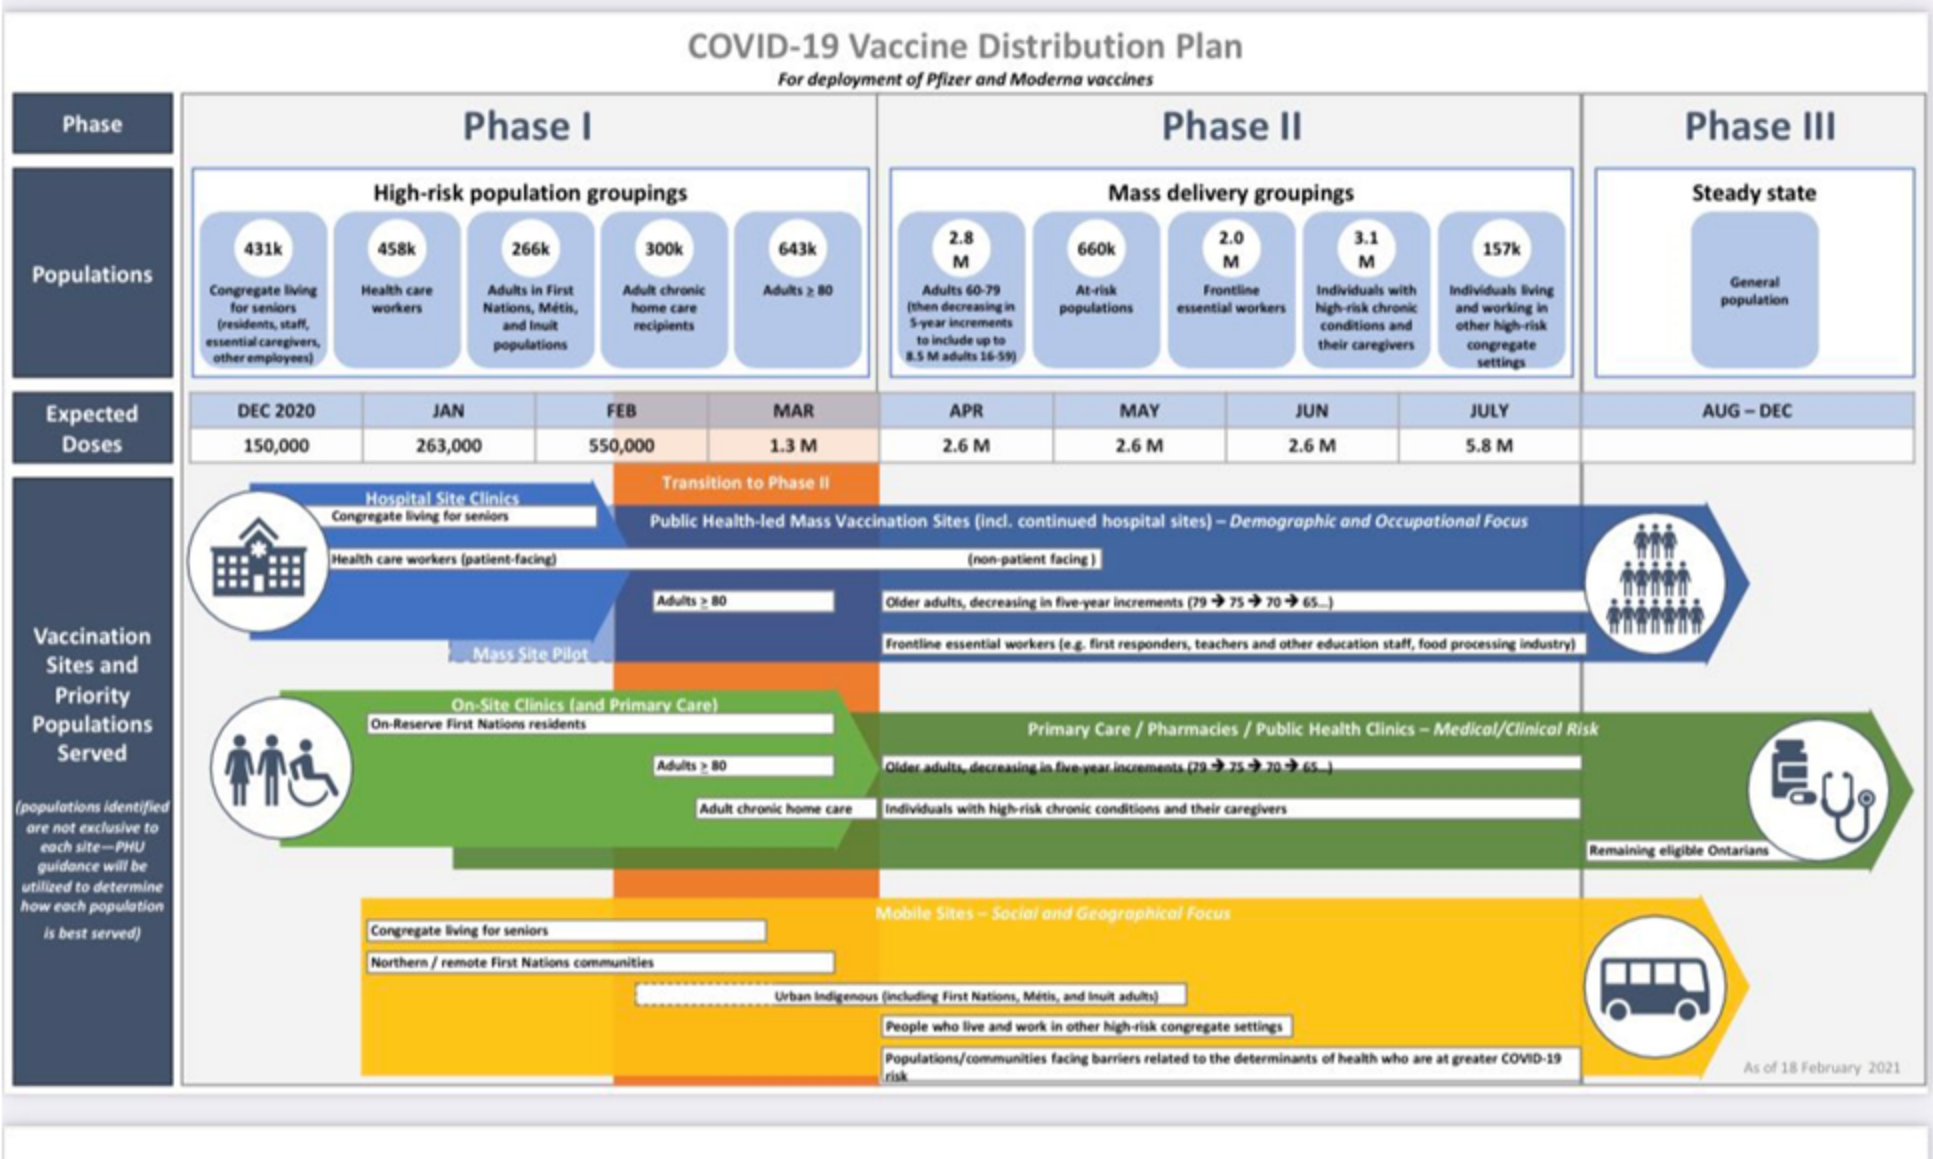 COVID-19 Vaccine Distribution Plan
For deployment of Pfizer and Moderna vaccines
Phase
Phase I
Phase II
Phase III
Populations
High-risk population groupings
431k
Congregate living
for seniors
(residents, staff,
essential caregivers,
other employees)
458k
Health care
workers
266k
Adults in First
Nations, Métis,
and Inuit
populations
300k
Adult chronic
home care
recipients
643k
Adults ≥ 80
Mass delivery groupings
2.8
M
Adults 60-79
(then decreasing in
5-year increments
to include up to
8.5 M adults 16-59)
660k
At-risk
populations
2.0
M
Frontline
essential workers
3.1
M
Individuals with
high-risk chronic
conditions and
their caregivers
157k
Individuals living
and working in
other high-risk
congregate
settings
Steady state
General
population
Expected
Doses
DEC 2020 JAN FEB MAR APR MAY JUN JULY AUG – DEC
150,000 263,000 550,000 1.3 M 2.6 M 2.6 M 2.6 M 5.8 M
Vaccination
Sites and
Priority
Populations
Served
(populations identified
are not exclusive to
each site—PHU
guidance will be
utilized to determine
how each population
is best served)
Transition to Phase II
Hospital Site Clinics
Congregate living for seniors
Public Health-led Mass Vaccination Sites (incl. continued hospital sites) – Demographic and Occupational Focus
Health care workers (patient-facing) (non-patient facing )
Adults ≥ 80
Older adults, decreasing in five-year increments (79 → 75 → 70 → 65...)
Frontline essential workers (e.g. first responders, teachers and other education staff, food processing industry)
Mass Site Pilot
On-Site Clinics (and Primary Care)
On-Reserve First Nations residents
Primary Care / Pharmacies / Public Health Clinics – Medical/Clinical Risk
Adults ≥ 80
Older adults, decreasing in five-year increments (79 → 75 → 70 → 65...)
Adult chronic home care
Individuals with high-risk chronic conditions and their caregivers
Remaining eligible Ontarians
Mobile Sites – Social and Geographical Focus
Congregate living for seniors
Northern / remote First Nations communities
Urban Indigenous (including First Nations, Métis, and Inuit adults)
People who live and work in other high-risk congregate settings
Populations/communities facing barriers related to the determinants of health who are at greater COVID-19
risk
As of 18 February 2021